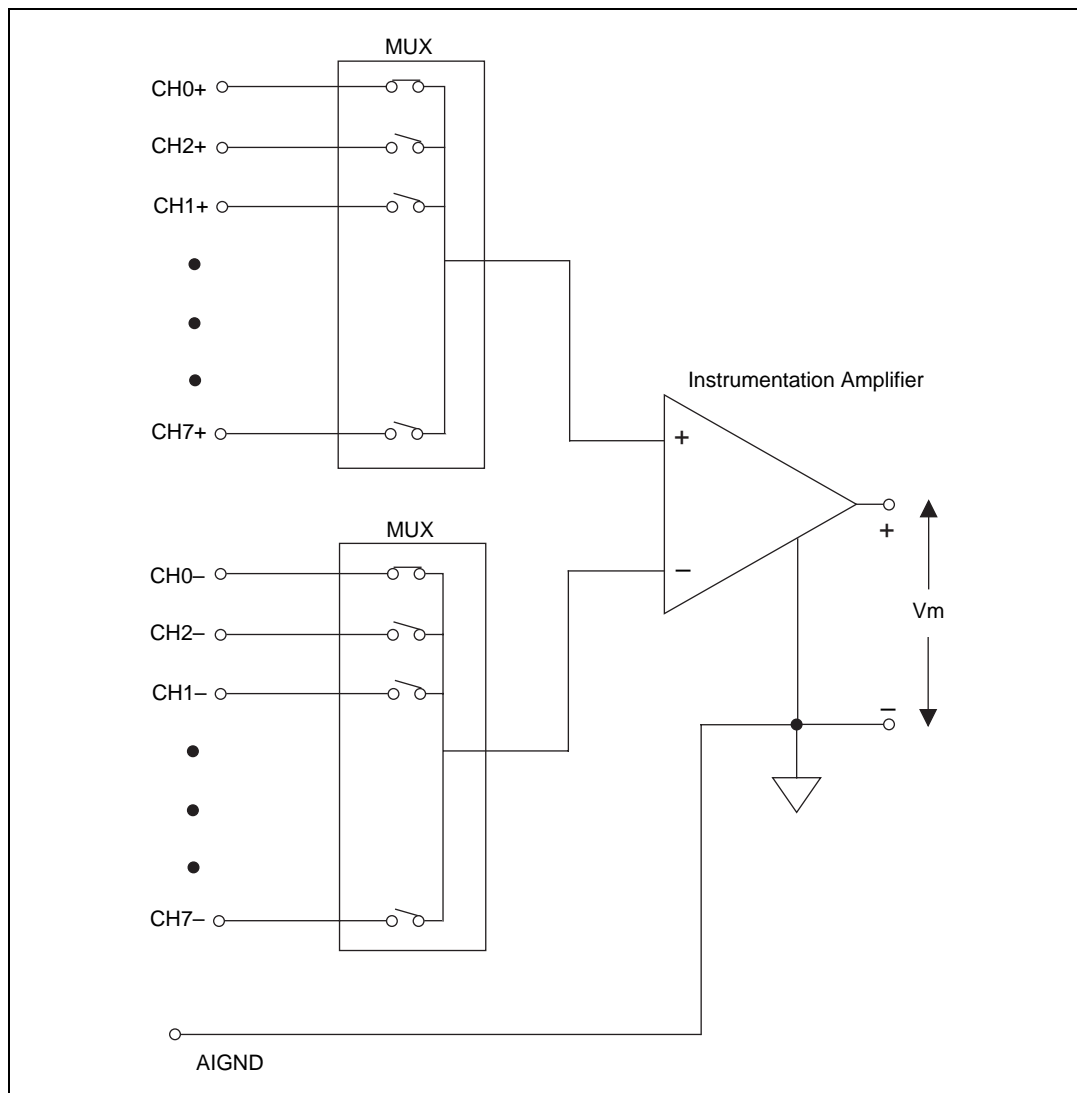 MUX
CH0+
CH2+
CH1+
CH7+
Instrumentation Amplifier
+
−
+
Vm
−
MUX
CH0–
CH2–
CH1–
CH7–
AIGND